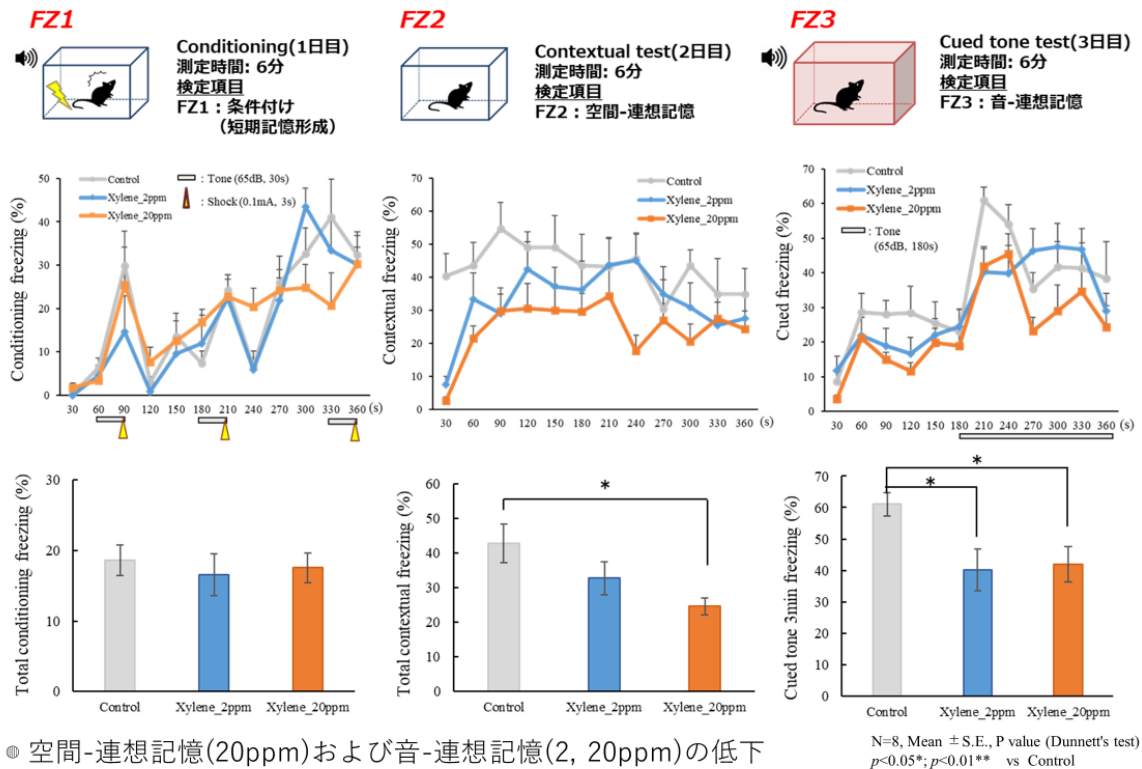 FZ1
Conditioning(1日目)
測定時間: 6分
検定項目
FZ1：条件付け
（短期記憶形成）
FZ2
Contextual test(2日目)
測定時間: 6分
検定項目
FZ2：空間-連想記憶
FZ3
Cued tone test(3日目)
測定時間: 6分
検定項目
FZ3：音-連想記憶
Conditioning freezing (%)
50
40
30
20
10
0
Control
Xylene_2ppm
Xylene_20ppm
: Tone (65dB, 30s)
: Shock (0.1mA, 3s)
30 60 90 120 150 180 210 240 270 300 330 360 (s)
Contextual freezing (%)
70
60
50
40
30
20
10
0
Control
Xylene_2ppm
Xylene_20ppm
30 60 90 120 150 180 210 240 270 300 330 360 (s)
Cued freezing (%)
70
60
50
40
30
20
10
0
Control
Xylene_2ppm
Xylene_20ppm
: Tone
(65dB, 180s)
30 60 90 120 150 180 210 240 270 300 330 360 (s)
Total conditioning freezing (%)
30
20
10
0
Control Xylene_2ppm Xylene_20ppm
Total contextual freezing (%)
60
50
40
30
20
10
0
*
Control Xylene_2ppm Xylene_20ppm
Cued tone 3min freezing (%)
70
60
50
40
30
20
10
0
*
*
Control Xylene_2ppm Xylene_20ppm
空間-連想記憶(20ppm)および音-連想記憶(2, 20ppm)の低下
N=8, Mean ±S.E., P value (Dunnett's test)
p<0.05*; p<0.01** vs Control